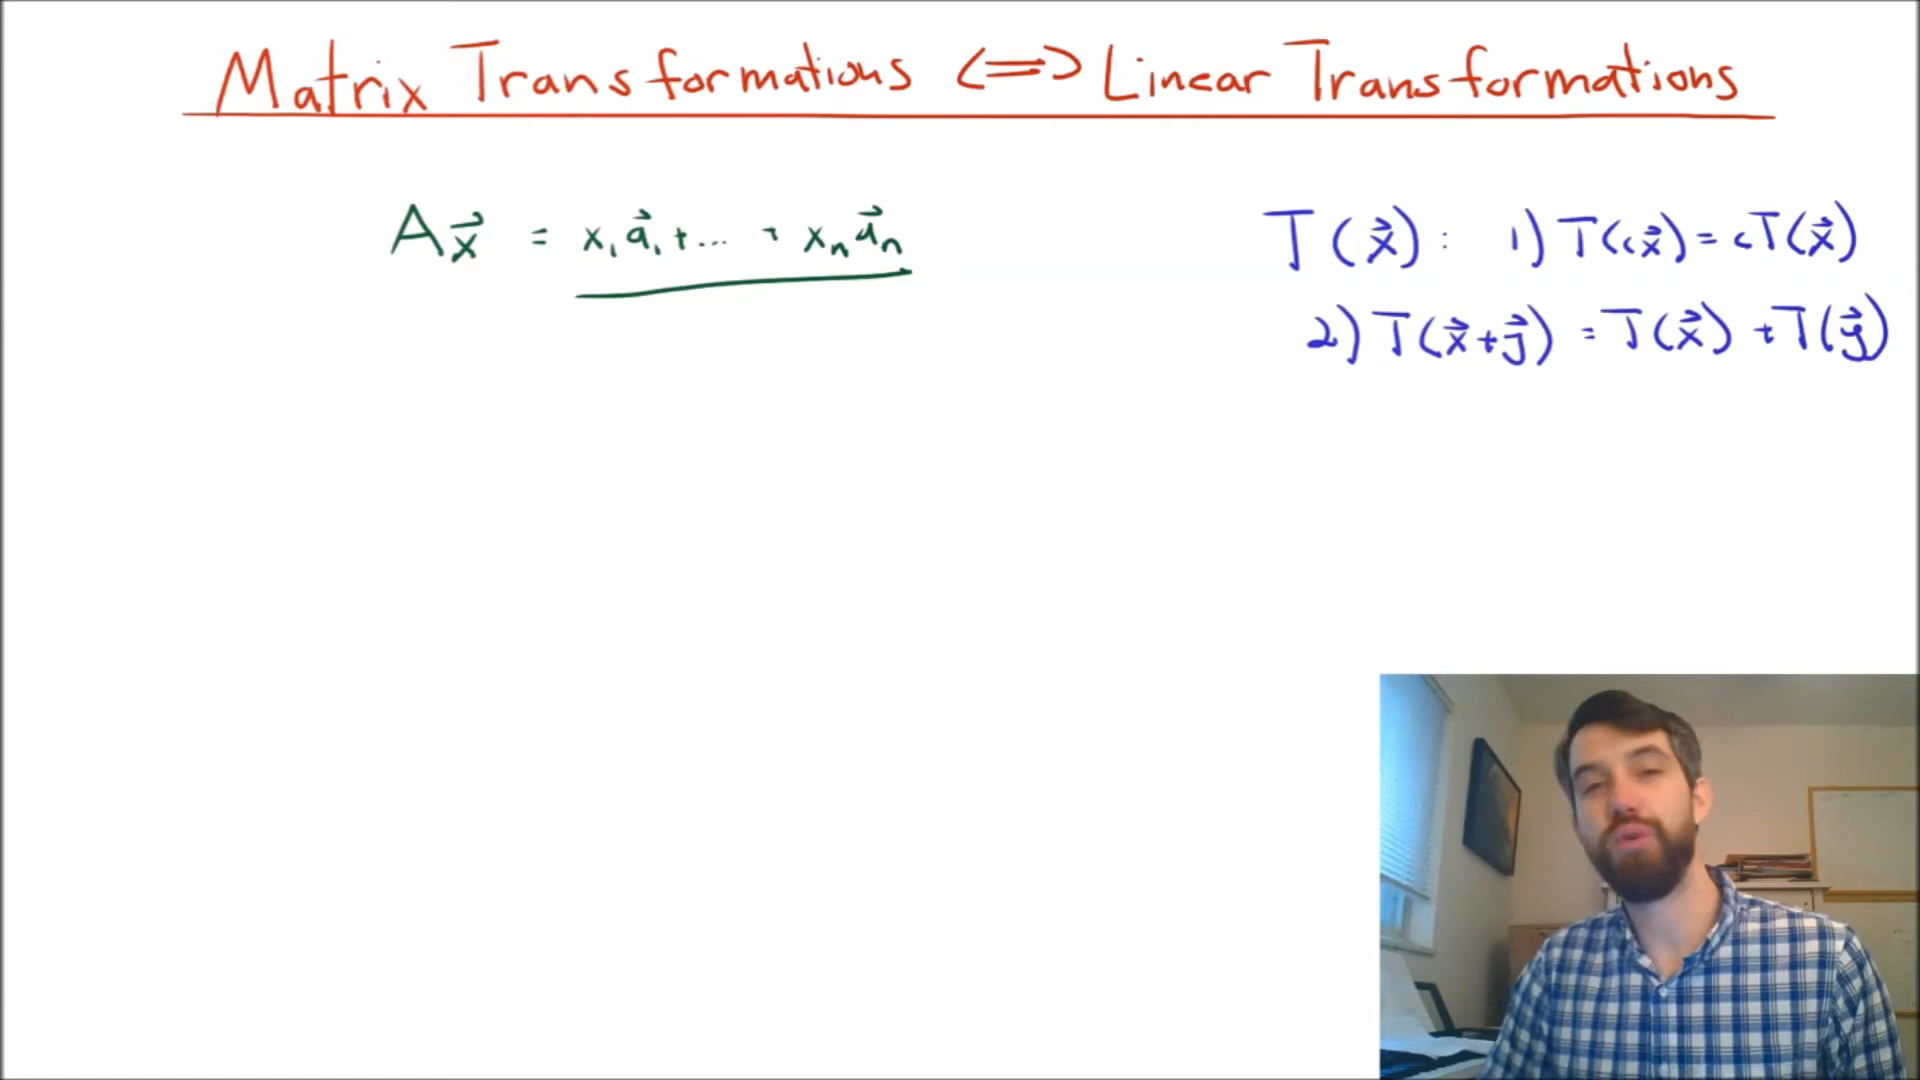 Matrix Transformations <=> Linear Transformations
Ax⃗ = x₁a⃗₁ + ... + xₙa⃗ₙ
T(x⃗): 1) T(cx⃗) = cT(x⃗)
2) T(x⃗+y⃗) = T(x⃗) + T(y⃗)